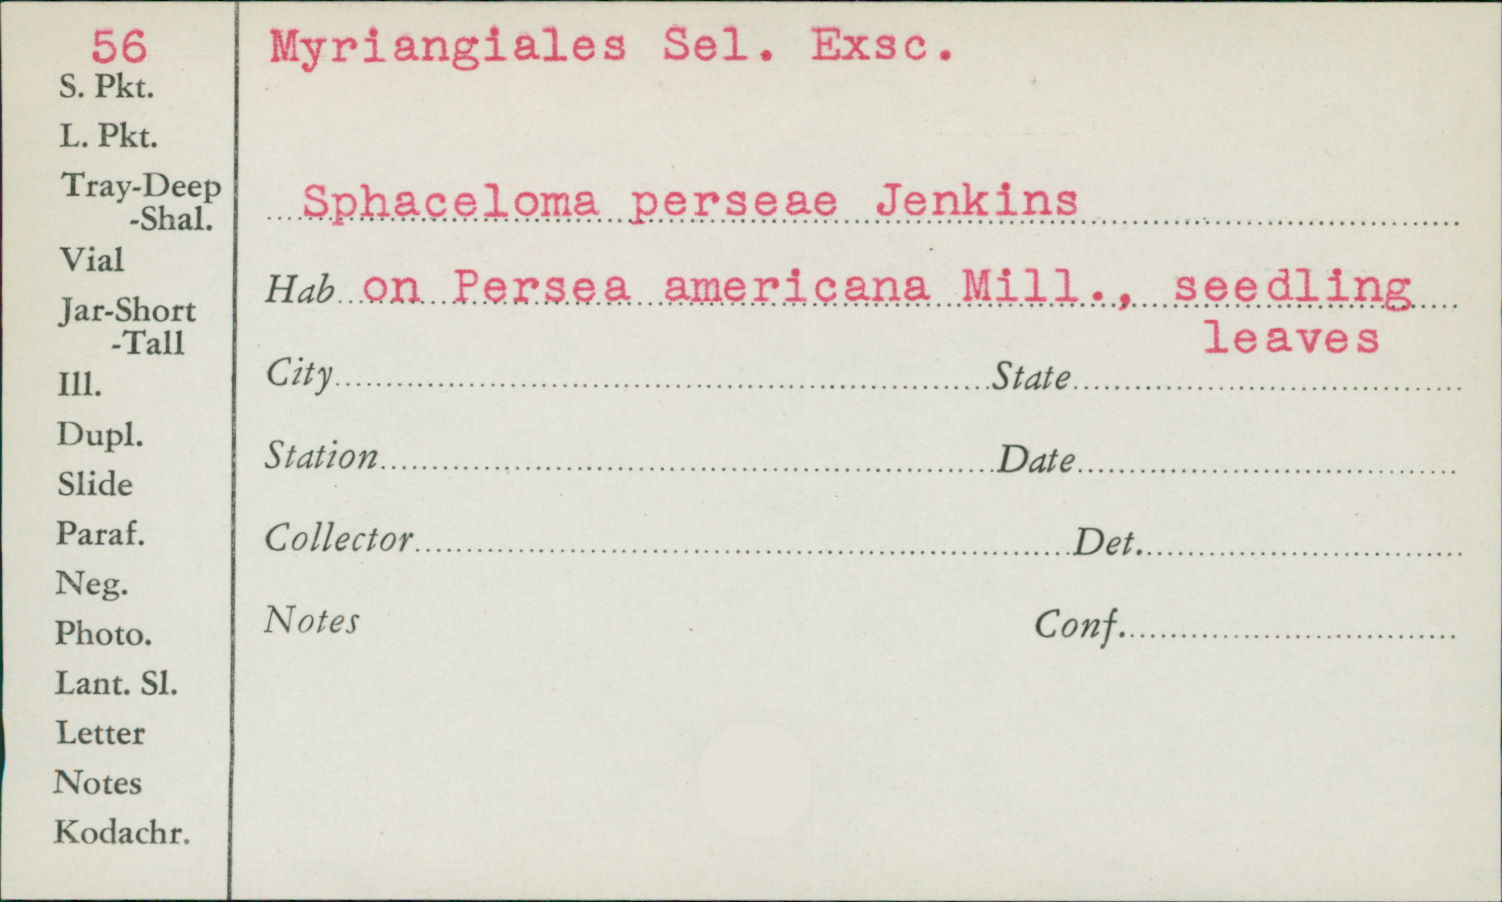 56
S. Pkt.
L. Pkt.
Tray-Deep
-Shal.
Vial
Jar-Short
-Tall
Ill.
Dupl.
Slide
Paraf.
Neg.
Photo.
Lant. Sl.
Letter
Notes
Kodachr.
Myriangiales Sel. Exsc.
Sphaceloma perseae Jenkins
Hab on Persea americana Mill., seedling
leaves
City State
Station Date
Collector Det.
Notes Conf.